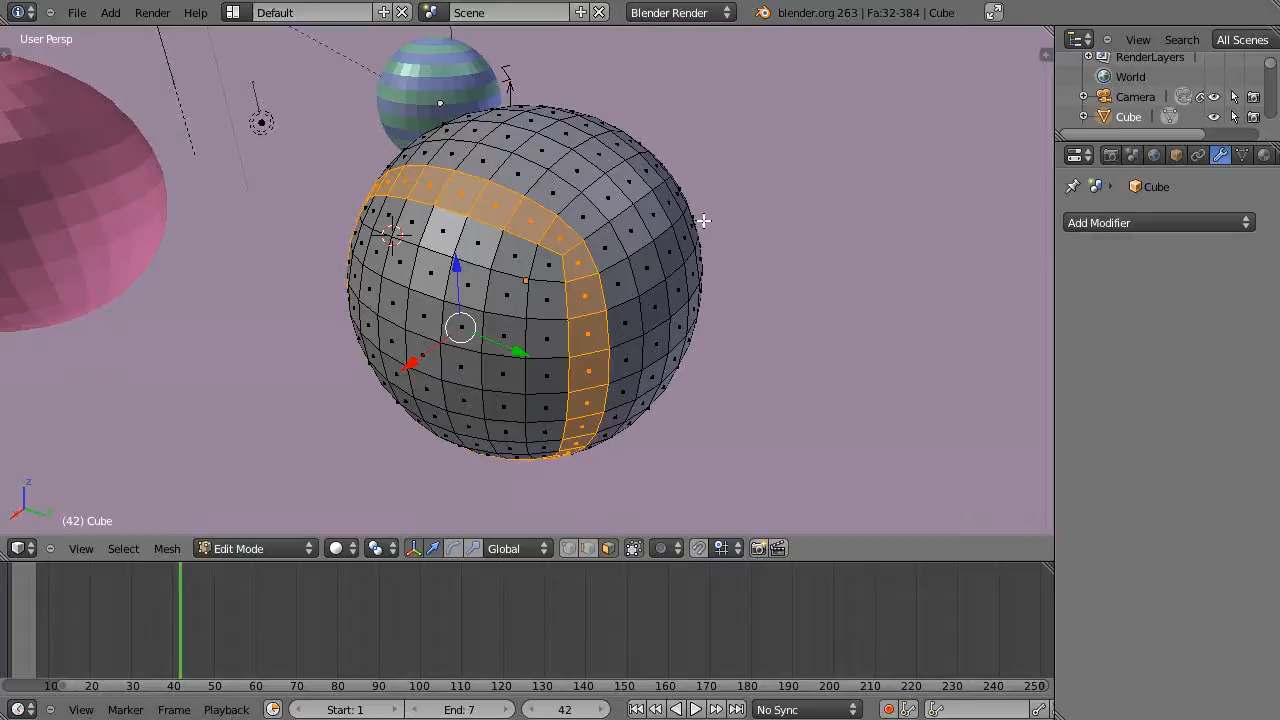 File Add Render Help Default Scene Blender Render blender.org 263 | Fa:32-384 | Cube
User Persp
View Search All Scenes
RenderLayers
World
Camera
Cube
Cube
Add Modifier
z
(42) Cube
View Select Mesh Edit Mode Global
10 20 30 40 50 60 70 80 90 100 110 120 130 140 150 160 170 180 190 200 210 220 230 240 250
View Marker Frame Playback Start: 1 End: 7 42 No Sync